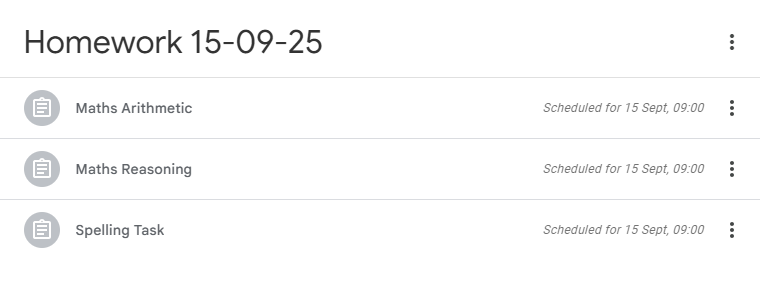 Homework 15-09-25
Maths Arithmetic Scheduled for 15 Sept, 09:00
Maths Reasoning Scheduled for 15 Sept, 09:00
Spelling Task Scheduled for 15 Sept, 09:00